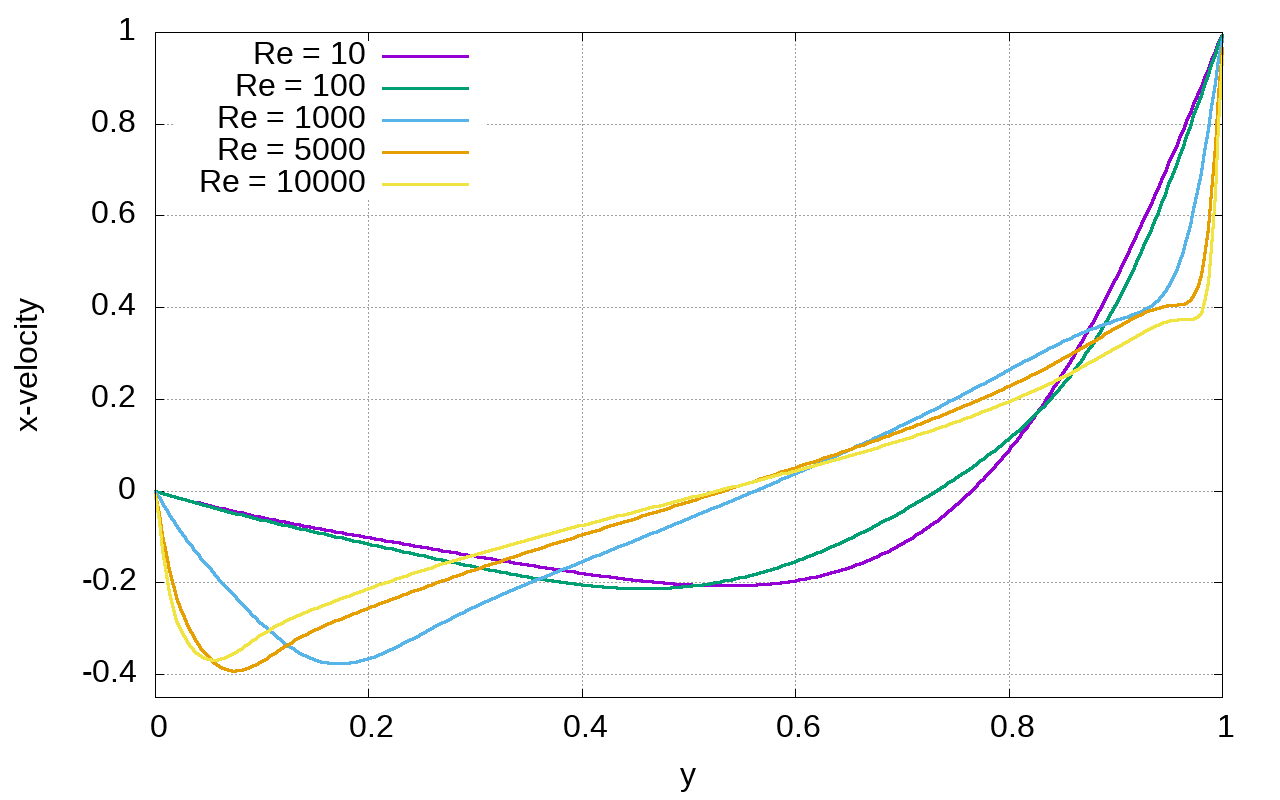 1
0.8
0.6
0.4
0.2
0
-0.2
-0.4
x-velocity
Re = 10
Re = 100
Re = 1000
Re = 5000
Re = 10000
0 0.2 0.4 0.6 0.8 1
y